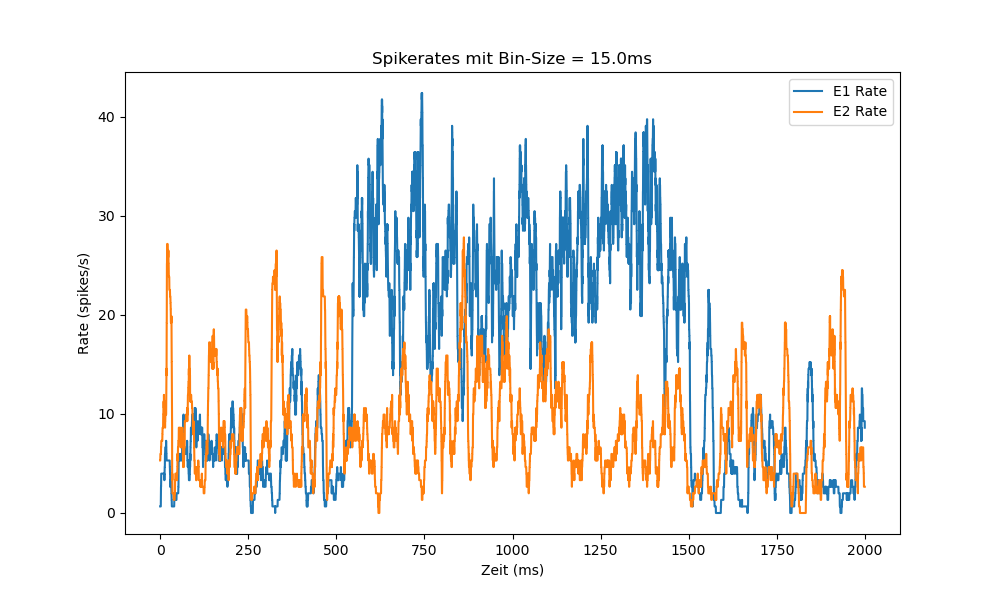 Spikerates mit Bin-Size = 15.0ms
E1 Rate
E2 Rate
Rate (spikes/s)
40
30
20
10
0
0 250 500 750 1000 1250 1500 1750 2000
Zeit (ms)